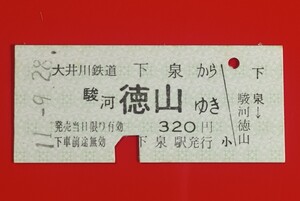 11.-9.28
大井川鉄道 下泉から
駿河徳山ゆき
発売当日限り有効 320円
下車前途無効 下泉駅発行
小
下泉→駿河徳山